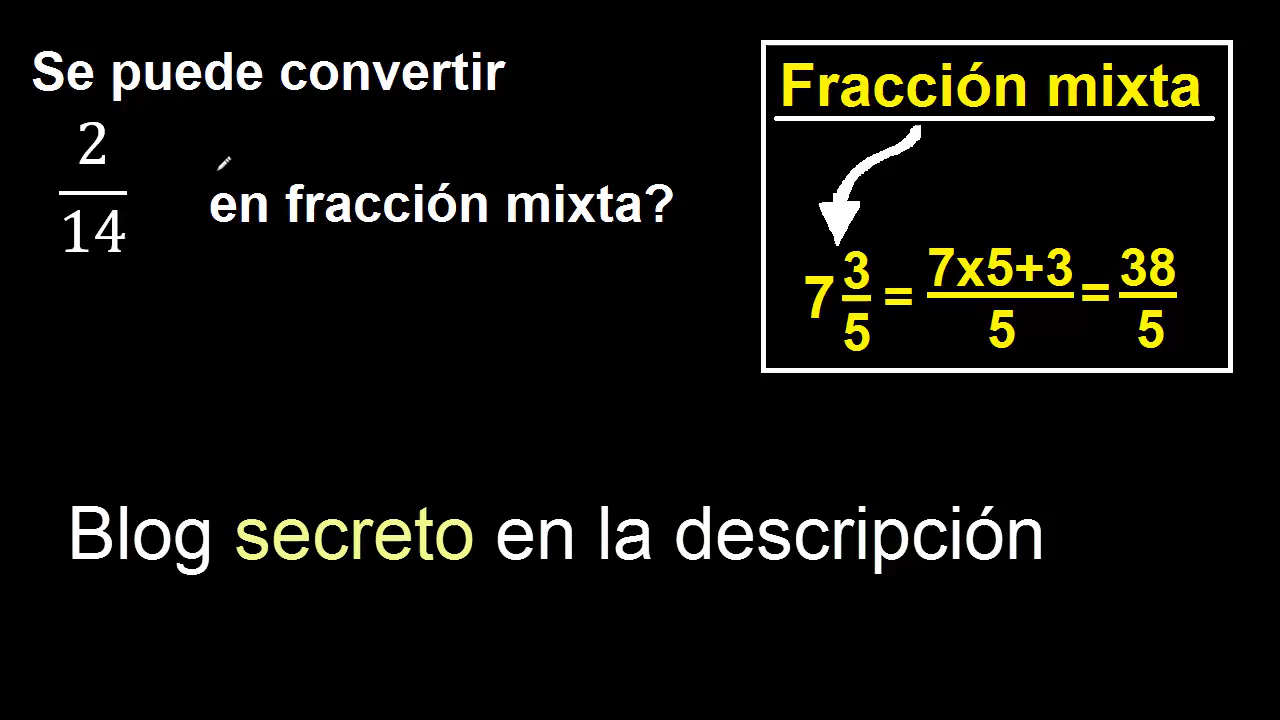 Se puede convertir
2
14
en fracción mixta?
Fracción mixta
7 3/5 = 7x5+3/5 = 38/5
Blog secreto en la descripción